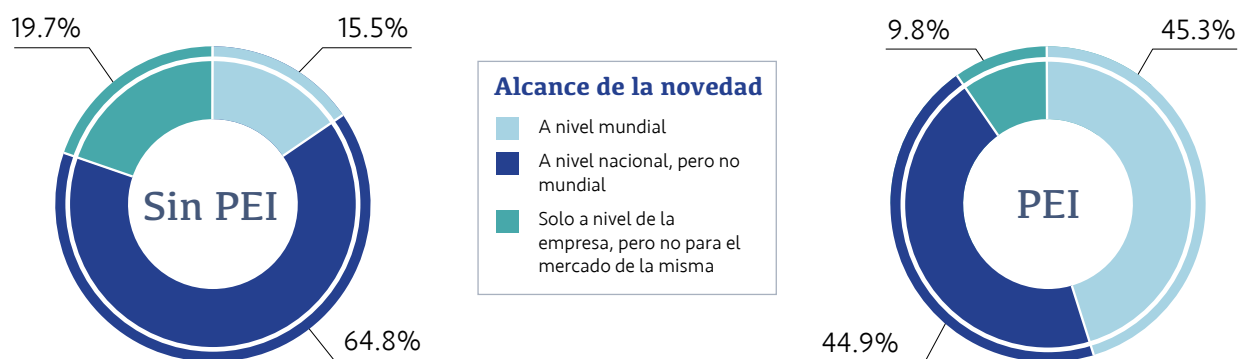 19.7%
15.5%
Sin PEI
64.8%
Alcance de la novedad
A nivel mundial
A nivel nacional, pero no
mundial
Solo a nivel de la
empresa, pero no para el
mercado de la misma
9.8%
45.3%
PEI
44.9%